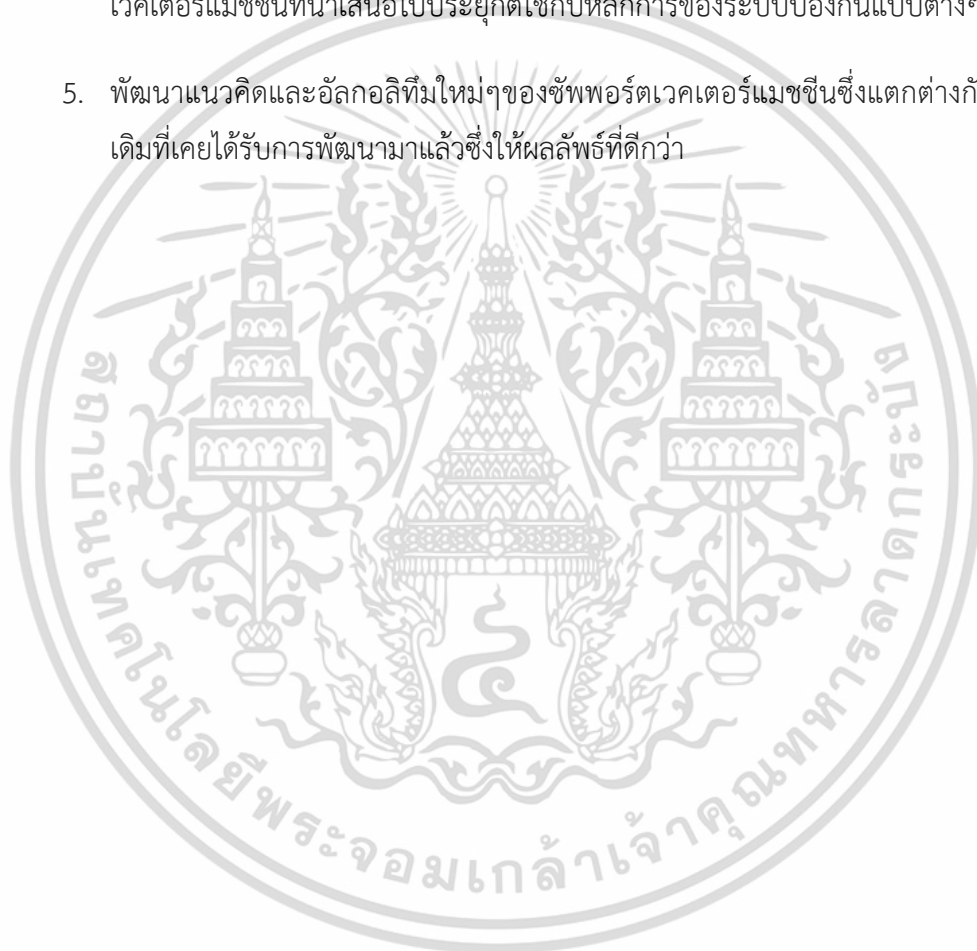 เวคเตอร์แมชชีนที่นำเสนอไปประยุกต์ใช้กับหลักการของระบบป้องกันแบบต่างๆ
5. พัฒนาแนวคิดและอัลกอลิทึมใหม่ๆของซัพพอร์ตเวคเตอร์แมชชีนซึ่งแตกต่างกั
เดิมที่เคยได้รับการพัฒนามาแล้วซึ่งให้ผลลัพธ์ที่ดีกว่า
สถาบันเทคโนโลยีพระจอมเกล้าเจ้าคุณทหารลาดกระบัง